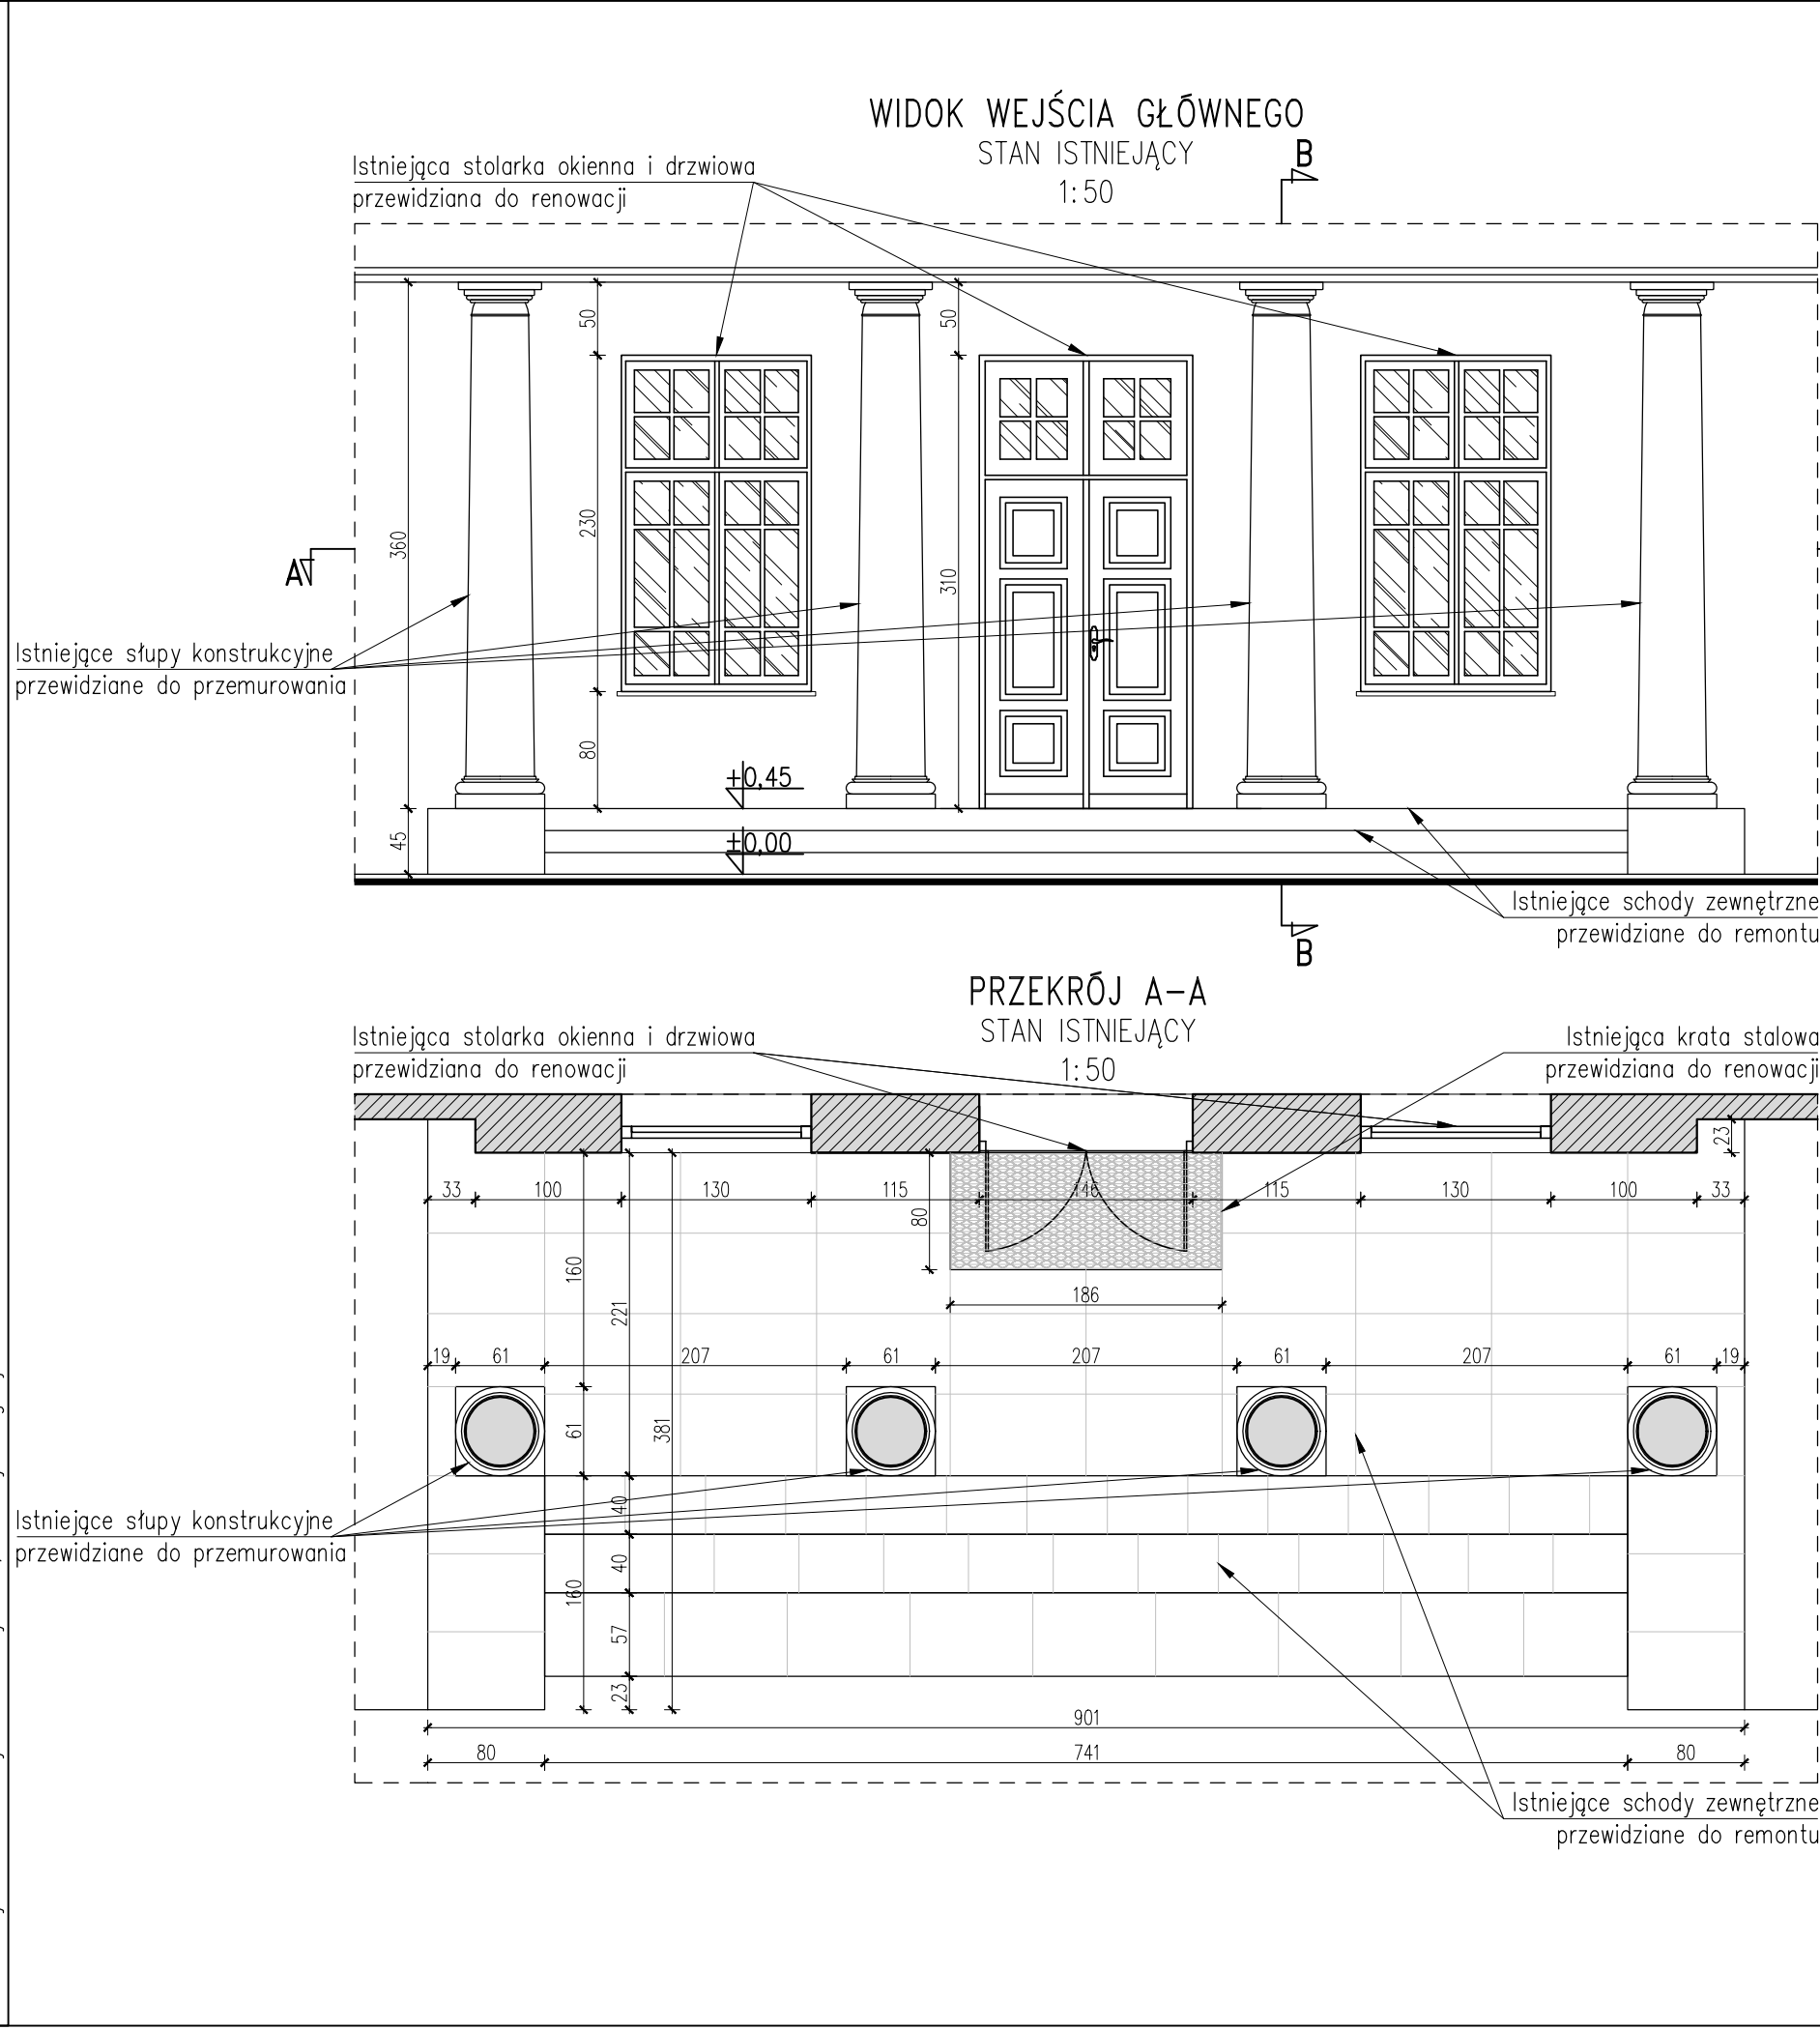 WIDOK WEJŚCIA GŁÓWNEGO
STAN ISTNIEJĄCY
1:50
B
Istniejąca stolarka okienna i drzwiowa
przewidziana do renowacji
50
50
360
230
310
A
Istniejące słupy konstrukcyjne
przewidziane do przemurowania
80
±0,45
45
±0,00
Istniejące schody zewnętrzne
przewidziane do remontu
B
PRZEKRÓJ A-A
STAN ISTNIEJĄCY
1:50
Istniejąca stolarka okienna i drzwiowa
przewidziana do renowacji
Istniejąca krata stalowa
przewidziana do renowacji
23
33 100 130 115 146 115 130 100 33
80
160
221
186
19 61 207 61 207 61 207 61 19
61
381
40
Istniejące słupy konstrukcyjne
przewidziane do przemurowania
40
160
57
23
901
80 741 80
Istniejące schody zewnętrzne
przewidziane do remontu